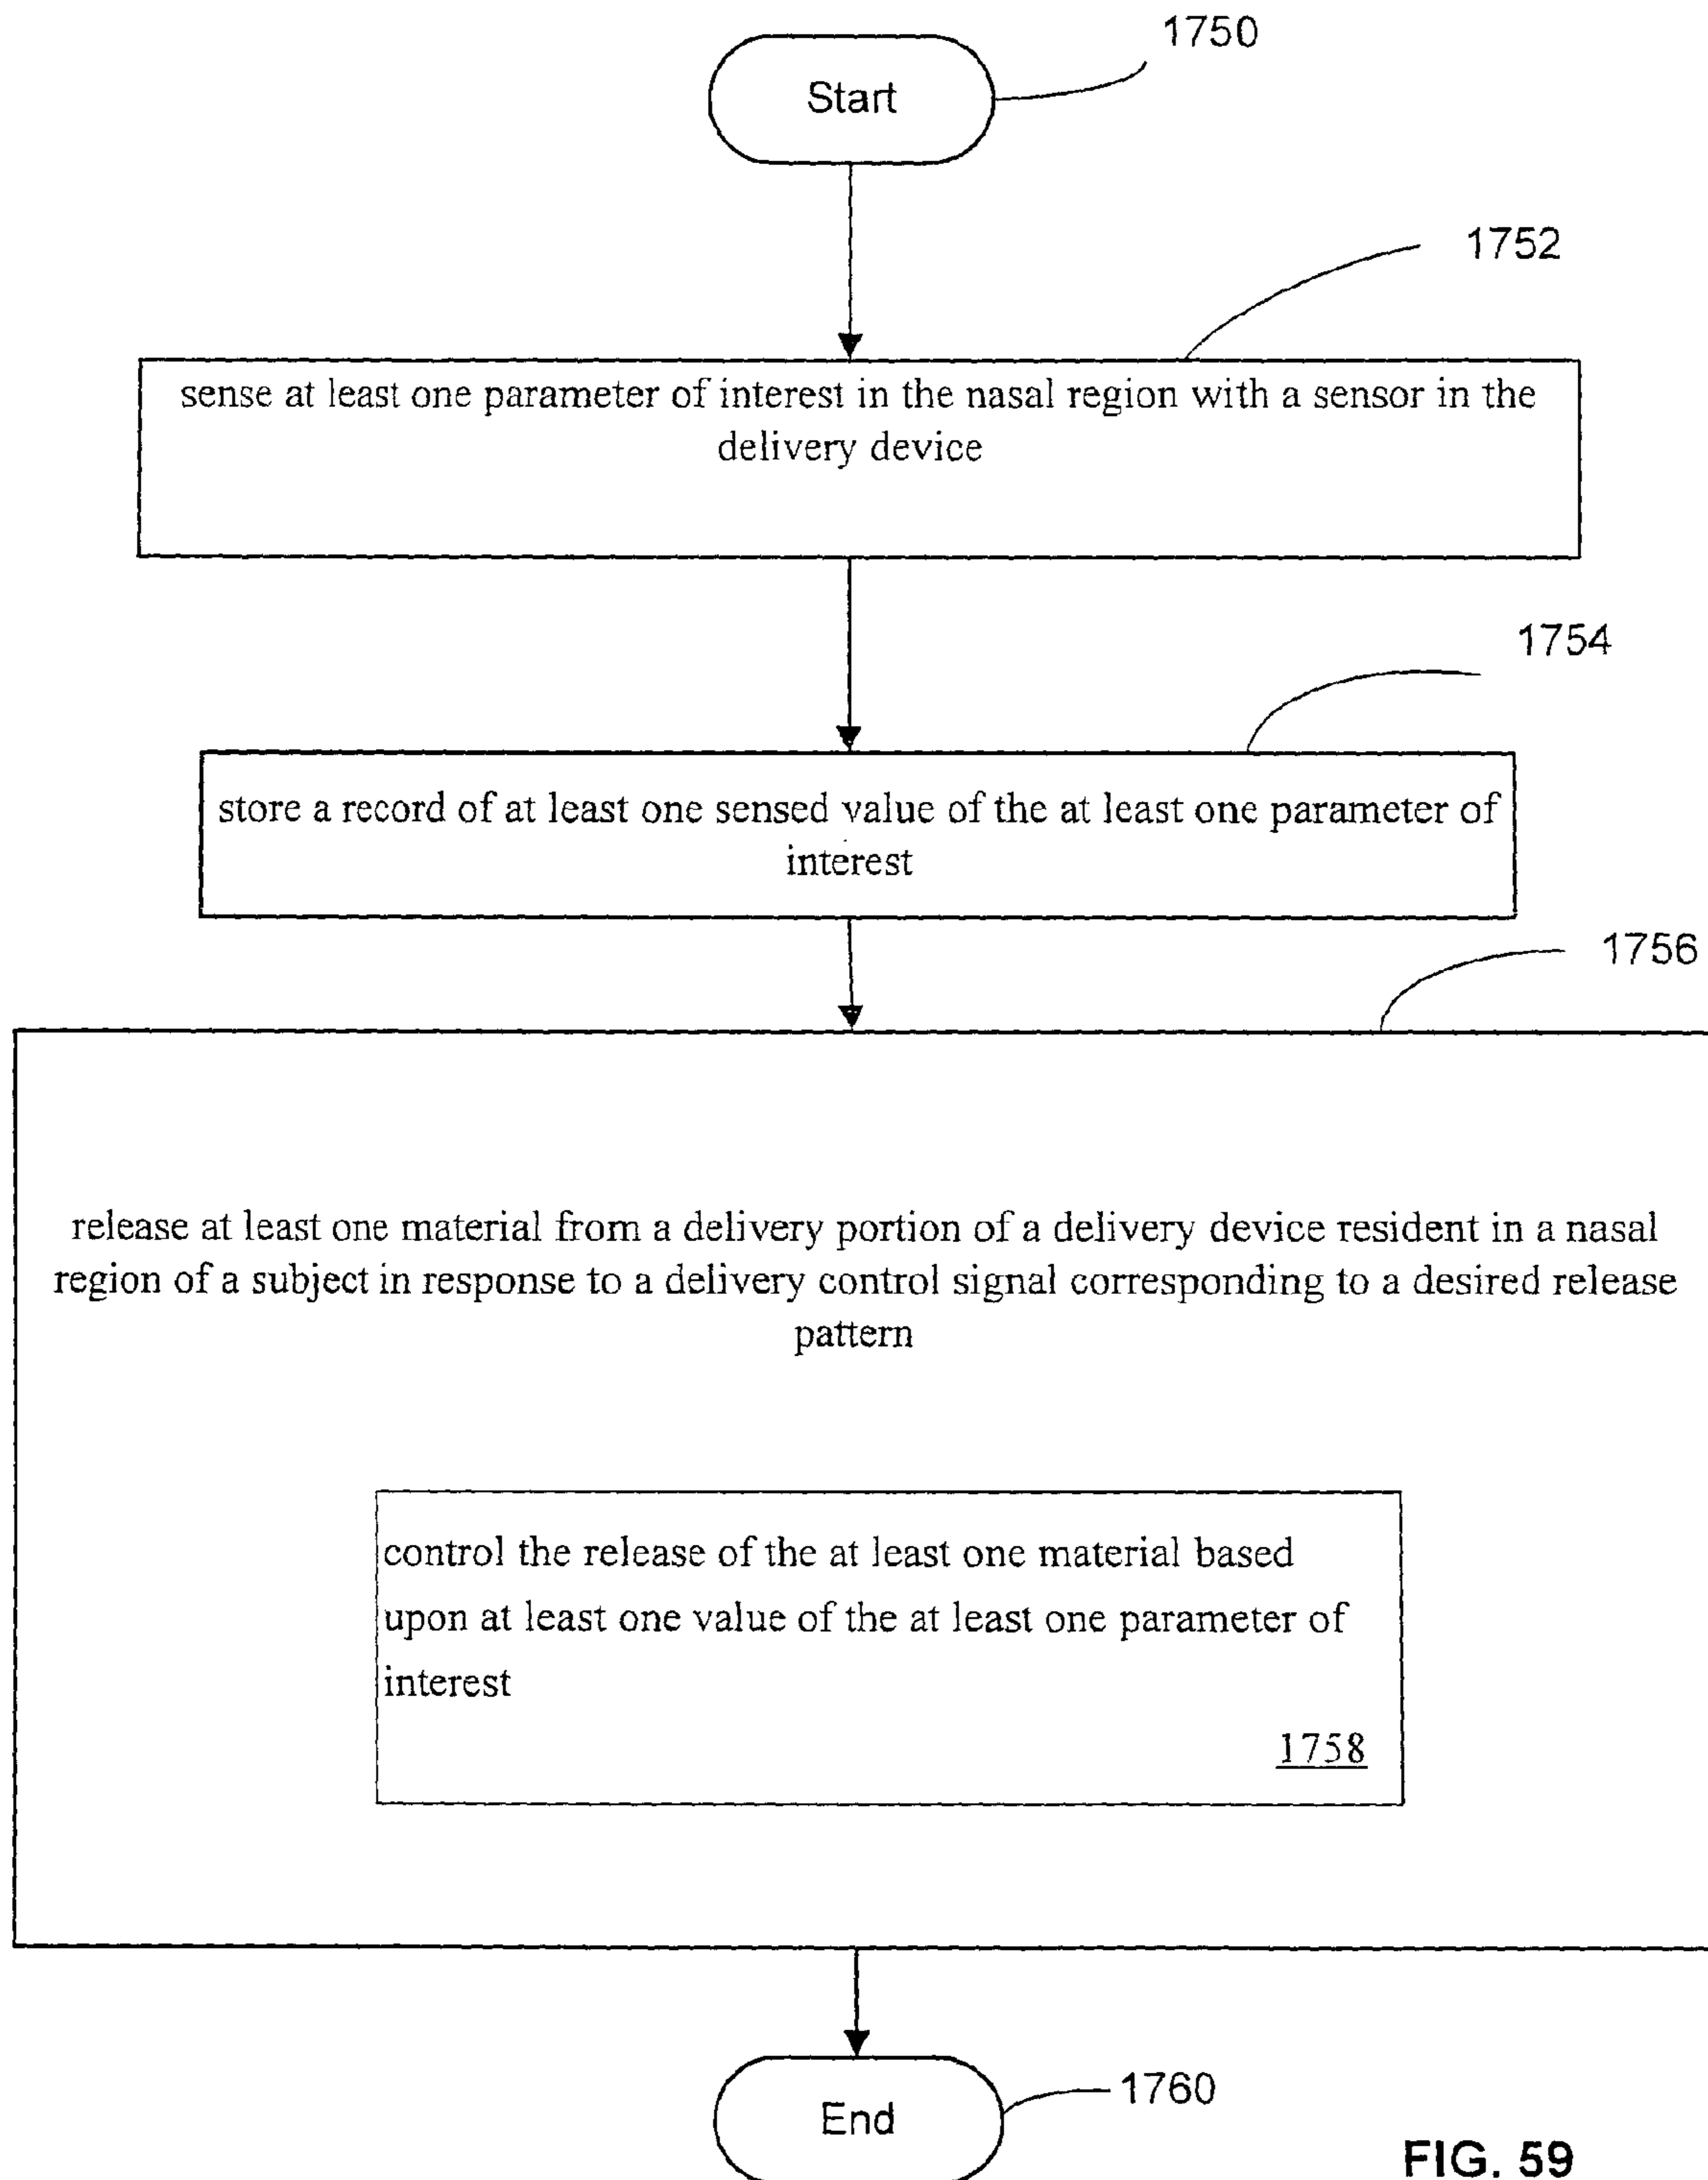 1750
Start
1752
sense at least one parameter of interest in the nasal region with a sensor in the
delivery device
1754
store a record of at least one sensed value of the at least one parameter of
interest
1756
release at least one material from a delivery portion of a delivery device resident in a nasal
region of a subject in response to a delivery control signal corresponding to a desired release
pattern
control the release of the at least one material based
upon at least one value of the at least one parameter of
interest
1758
1760
End
FIG. 59